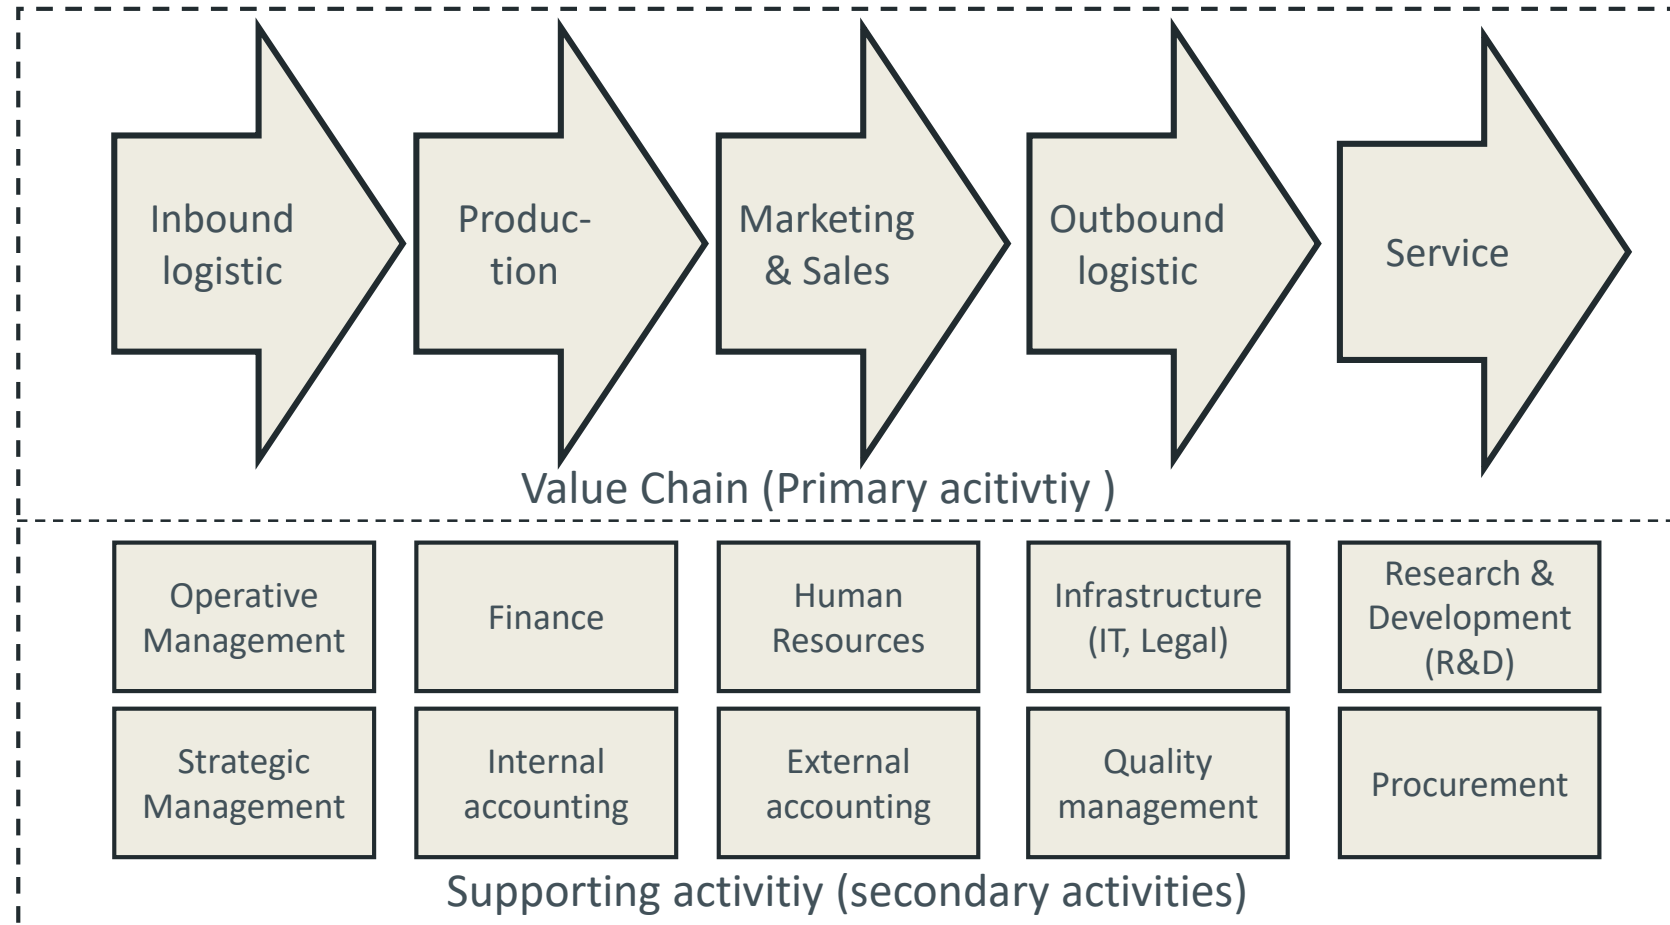 Inbound
logistic
Produc-
tion
Marketing
& Sales
Outbound
logistic
Service
Value Chain (Primary acitivtiy )
Operative
Management
Finance
Human
Resources
Infrastructure
(IT, Legal)
Research &
Development
(R&D)
Strategic
Management
Internal
accounting
External
accounting
Quality
management
Procurement
Supporting activitiy (secondary activities)